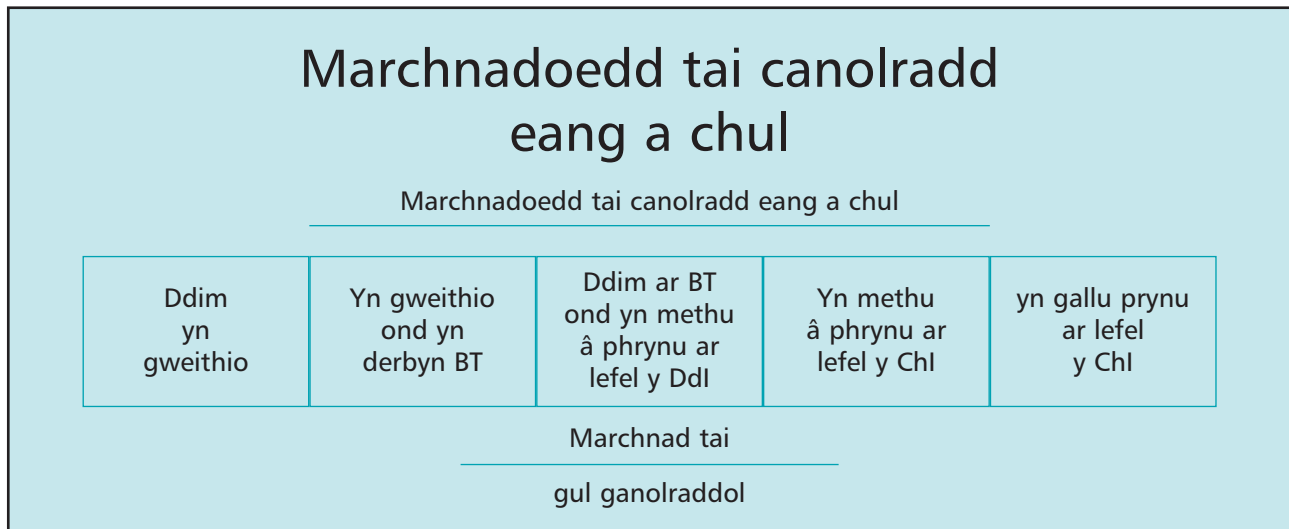 Marchnadoedd tai canolradd
eang a chul
Marchnadoedd tai canolradd eang a chul
Ddim
yn
gweithio
Yn gweithio
ond yn
derbyn BT
Ddim ar BT
ond yn methu
â phrynu ar
lefel y DdI
Yn methu
â phrynu ar
lefel y ChI
yn gallu prynu
ar lefel
y ChI
Marchnad tai
gul ganolraddol